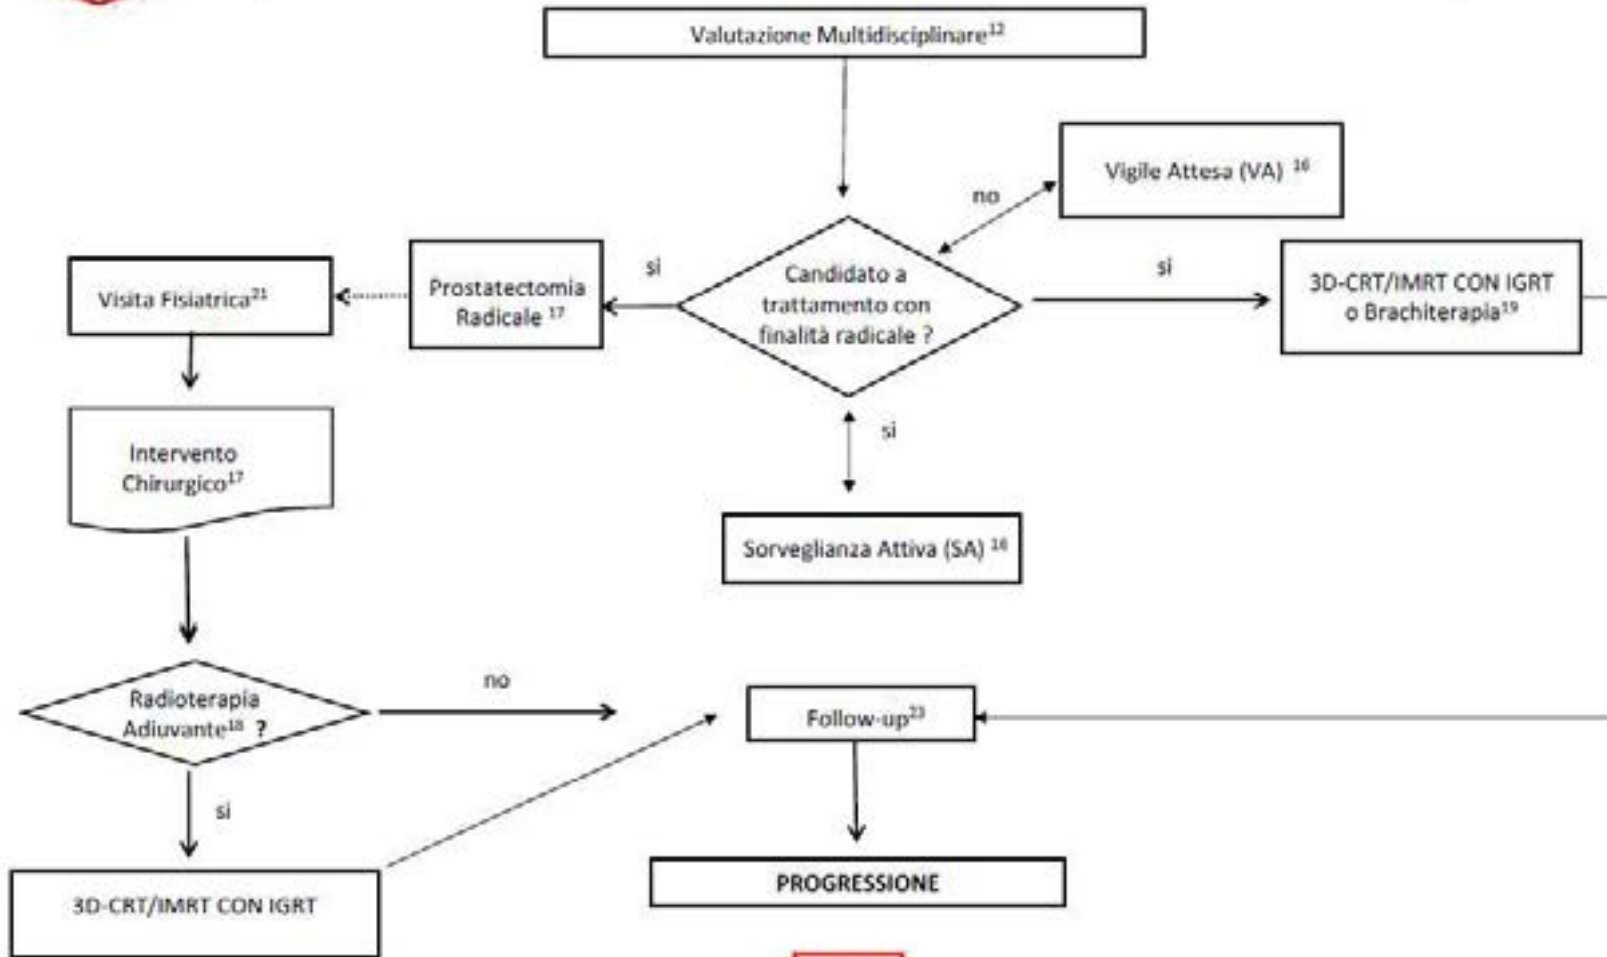 Valutazione Multidisciplinare¹²
no
Vigile Attesa (VA) ¹⁶
Visita Fisiatrica²¹
Prostatectomia
Radicale ¹⁷
si
Candidato a
trattamento con
finalità radicale ?
si
3D-CRT/IMRT CON IGRT
o Brachiterapia¹⁹
si
Intervento
Chirurgico¹⁷
Sorveglianza Attiva (SA) ¹⁶
Radioterapia
Adiuvante¹⁸ ?
no
Follow-up²³
si
3D-CRT/IMRT CON IGRT
PROGRESSIONE